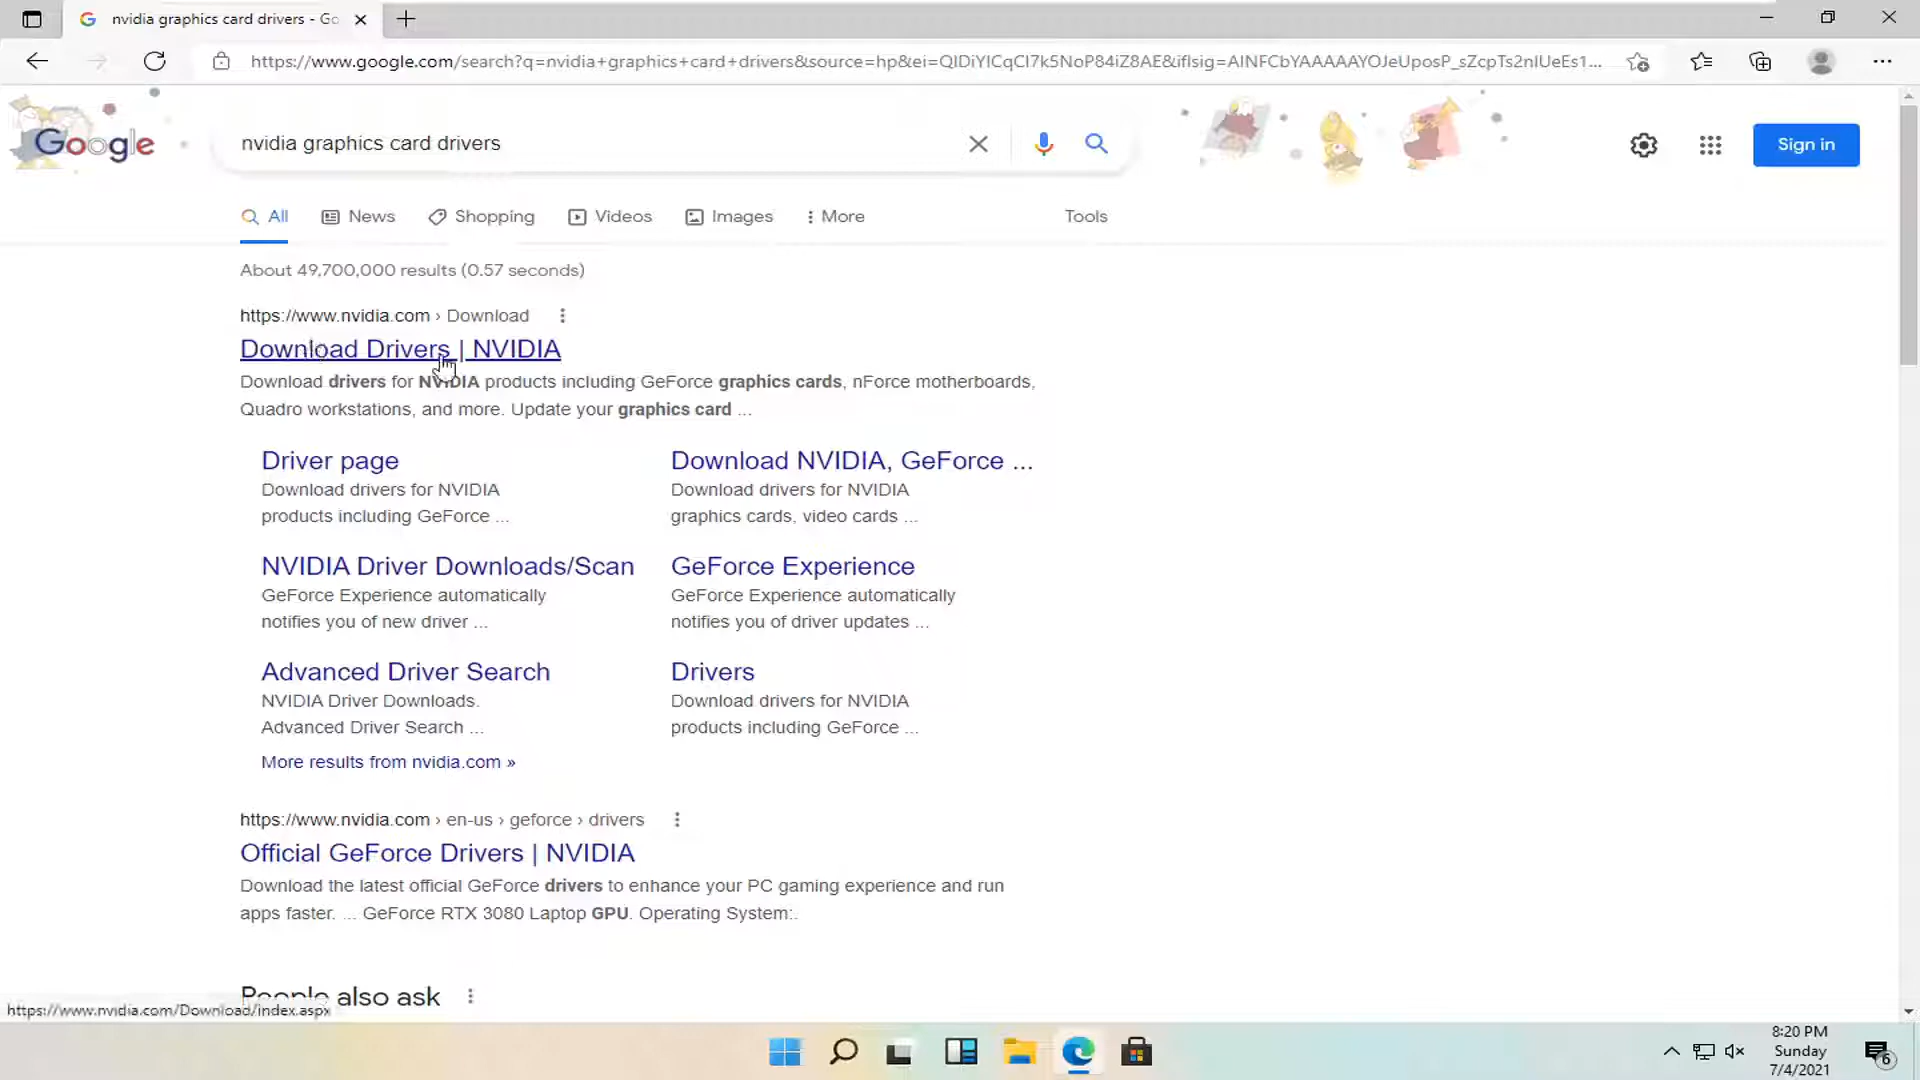 nvidia graphics card drivers - Go
https://www.google.com/search?q=nvidia+graphics+card+drivers&source=hp&ei=
Google
nvidia graphics card drivers
Sign in
All
News
Shopping
Videos
Images
More
Tools
About 49,700,000 results (0.57 seconds)
https://www.nvidia.com › Download
Download Drivers | NVIDIA
Download drivers for NVIDIA products including GeForce graphics cards, nForce motherboards,
Quadro workstations, and more. Update your graphics card ...
Driver page
Download drivers for NVIDIA
products including GeForce ...
Download NVIDIA, GeForce ...
Download drivers for NVIDIA
graphics cards, video cards ...
NVIDIA Driver Downloads/Scan
GeForce Experience automatically
notifies you of new driver ...
GeForce Experience
GeForce Experience automatically
notifies you of driver updates ...
Advanced Driver Search
NVIDIA Driver Downloads.
Advanced Driver Search ...
Drivers
Download drivers for NVIDIA
products including GeForce ...
More results from nvidia.com »
https://www.nvidia.com › en-us › geforce › drivers
Official GeForce Drivers | NVIDIA
Download the latest official GeForce drivers to enhance your PC gaming experience and run
apps faster. ... GeForce RTX 3080 Laptop GPU. Operating System:.
People also ask
https://www.nvidia.com/Download/index.aspx
8:20 PM
Sunday
7/4/2021
6